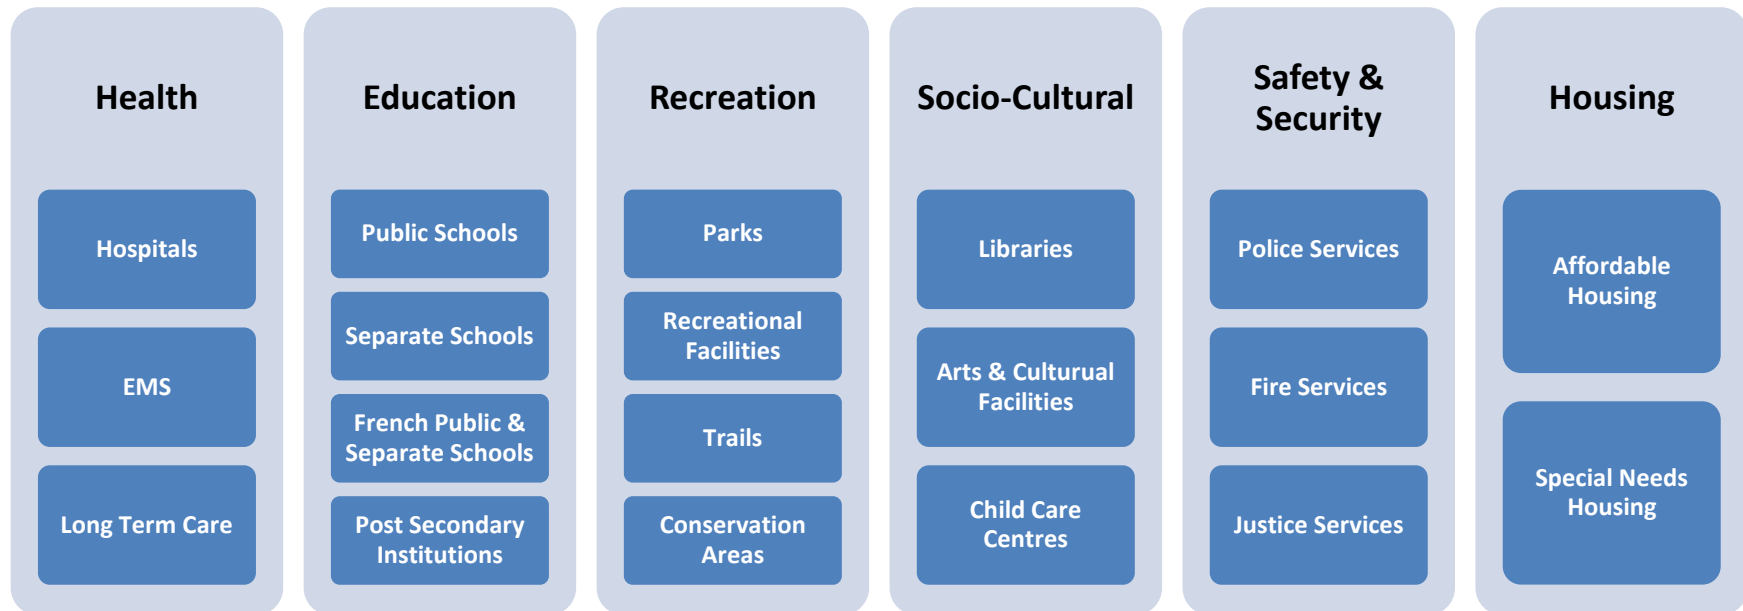 Health
Hospitals
EMS
Long Term Care
Education
Public Schools
Separate Schools
French Public &
Separate Schools
Post Secondary
Institutions
Recreation
Parks
Recreational
Facilities
Trails
Conservation
Areas
Socio-Cultural
Libraries
Arts & Culturual
Facilities
Child Care
Centres
Safety &
Security
Police Services
Fire Services
Justice Services
Housing
Affordable
Housing
Special Needs
Housing